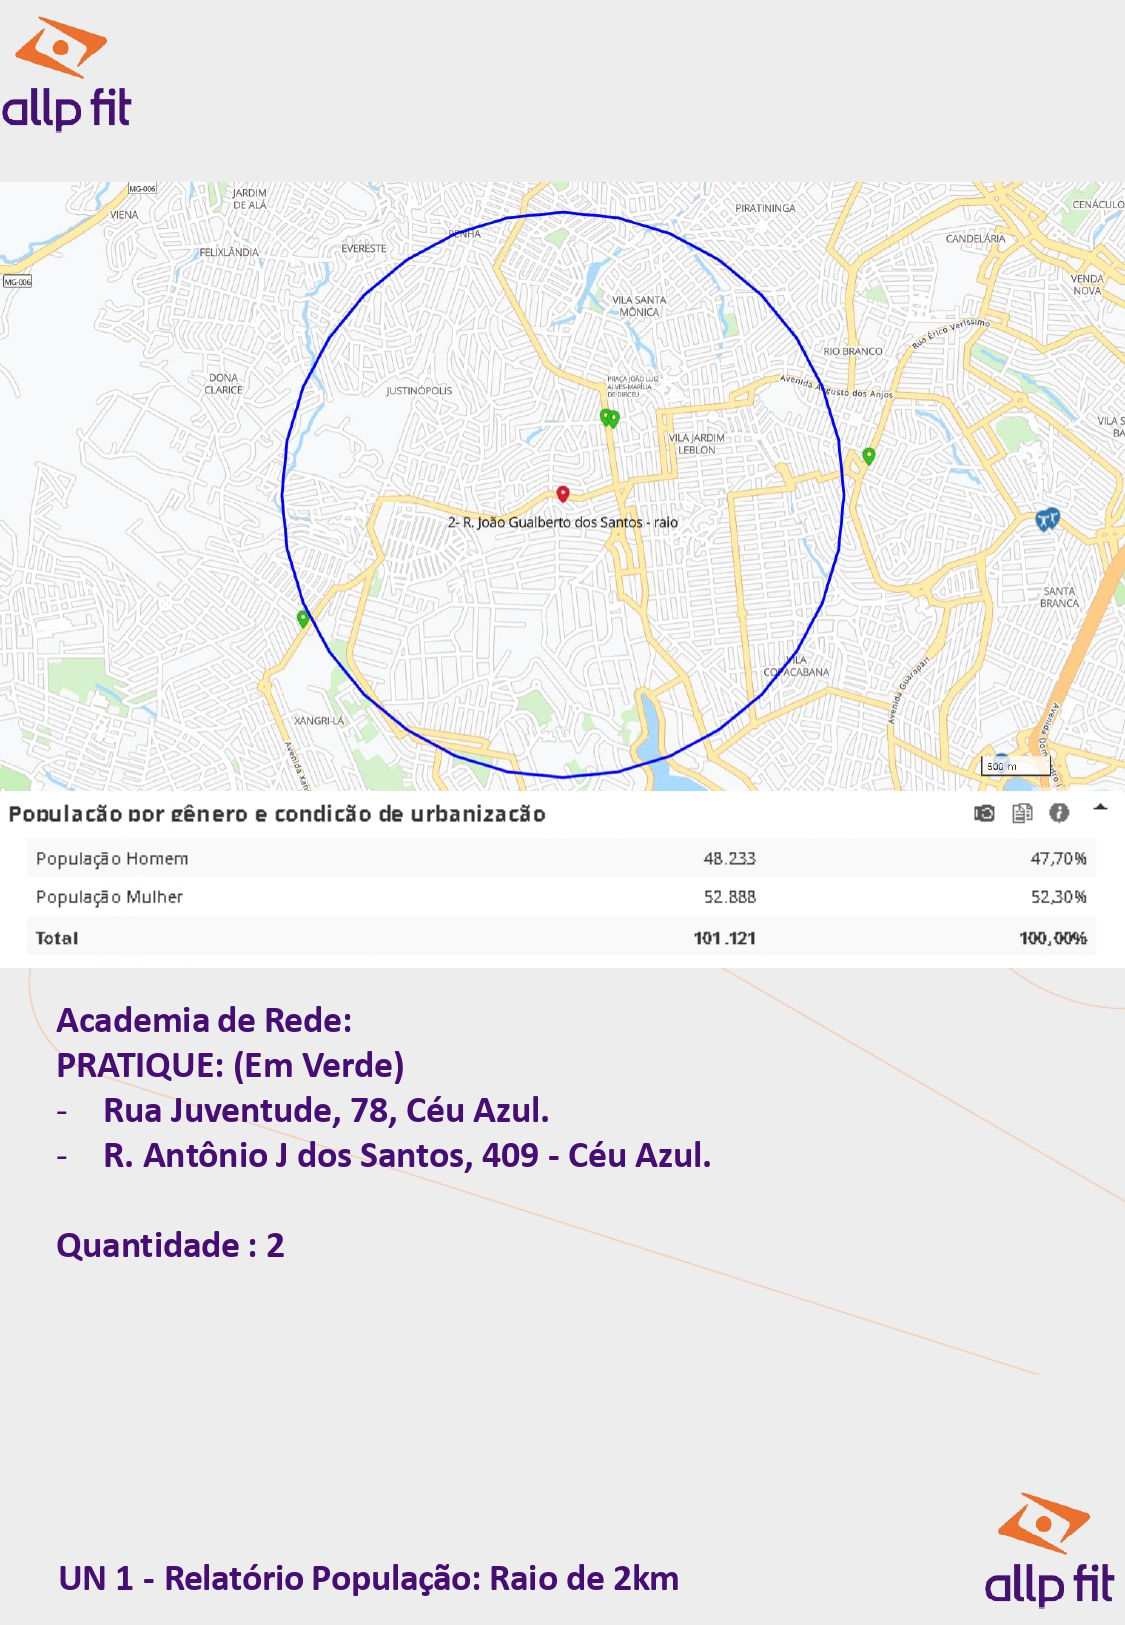 allp fit
MG-006
JARDIM
DE ALÁ
VIENA
PENHA
PIRATININGA
CENÁCULO
FELIXLÂNDIA
EVERESTE
CANDELÁRIA
MG-006
VENDA
NOVA
VILA SANTA
MÔNICA
Rua Érico Veríssimo
RIO BRANCO
DONA
CLARICE
JUSTINÓPOLIS
PRAÇA JOÃO LUIZ
ALVES-MARÍLIA
DE DIRCEU
Avenida Augusto dos Anjos
VILA S
BA
VILA JARDIM
LEBLON
2- R. João Gualberto dos Santos - raio
SANTA
BRANCA
VILA
COPACABANA
Avenida Guarapari
XANGRI-LÁ
Avenida Xan
Avenida Dom Pedro I
500 m
População por gênero e condição de urbanização
População Homem 48.233 47,70%
População Mulher 52.888 52,30%
Total 101.121 100,00%
Academia de Rede:
PRATIQUE: (Em Verde)
- Rua Juventude, 78, Céu Azul.
- R. Antônio J dos Santos, 409 - Céu Azul.
Quantidade : 2
UN 1 - Relatório População: Raio de 2km
allp fit